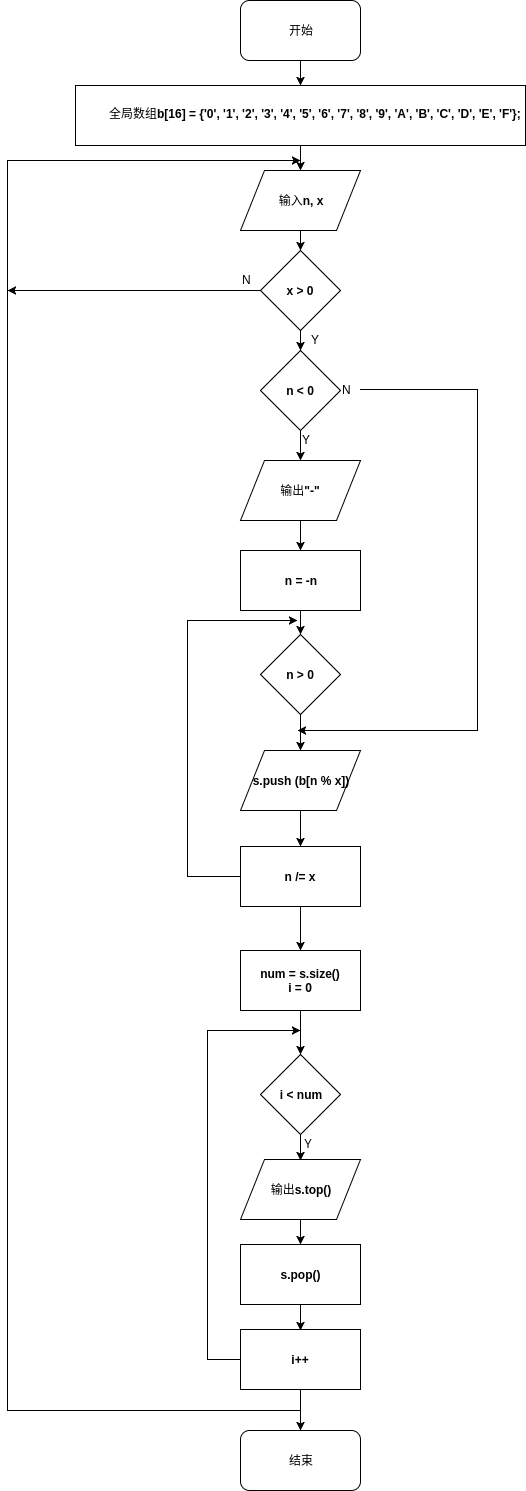 开始
全局数组b[16] = {'0', '1', '2', '3', '4', '5', '6', '7', '8', '9', 'A', 'B', 'C', 'D', 'E', 'F'};
输入n, x
N
x > 0
Y
n < 0
N
Y
输出"-"
n = -n
n > 0
s.push (b[n % x])
n /= x
num = s.size()
i = 0
i < num
Y
输出s.top()
s.pop()
i++
结束